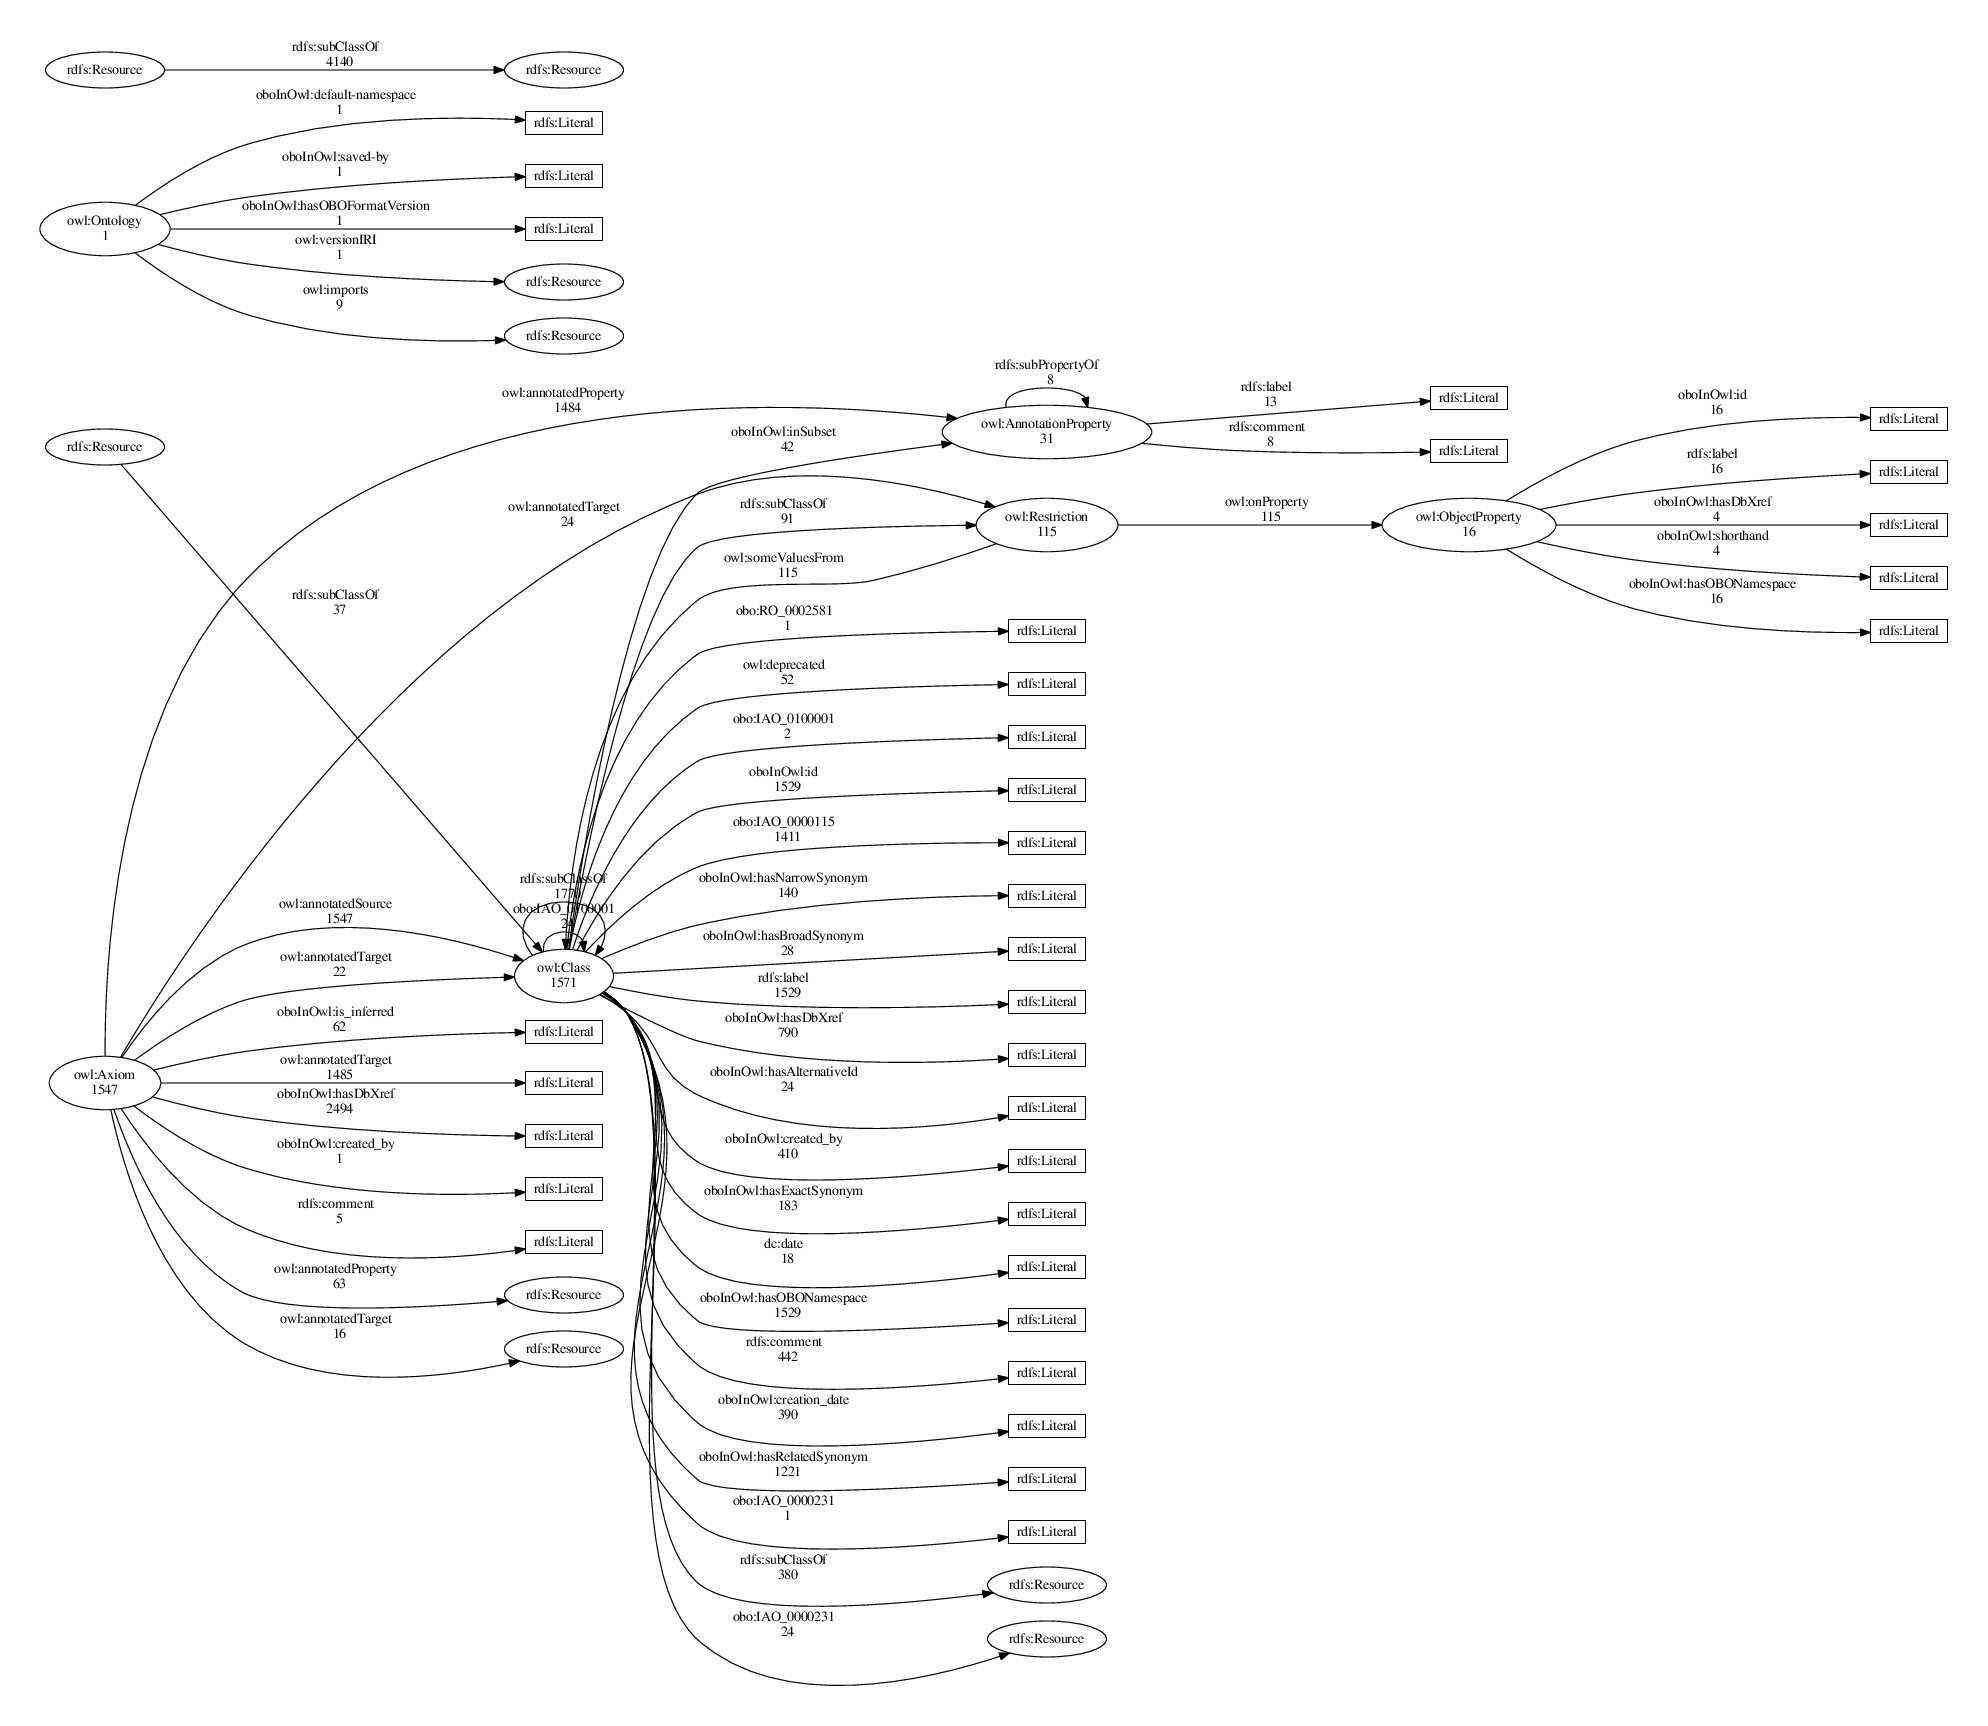 rdfs:subClassOf
4140
rdfs:Resource
rdfs:Resource
oboInOwl:default-namespace
1
rdfs:Literal
oboInOwl:saved-by
1
rdfs:Literal
owl:Ontology
1
oboInOwl:hasOBOFormatVersion
1
rdfs:Literal
owl:versionIRI
1
rdfs:Resource
owl:imports
9
rdfs:Resource
rdfs:Resource
rdfs:subClassOf
37
owl:annotatedProperty
1484
owl:annotatedTarget
24
rdfs:subPropertyOf
8
owl:AnnotationProperty
31
rdfs:label
13
rdfs:Literal
rdfs:comment
8
rdfs:Literal
oboInOwl:inSubset
42
rdfs:subClassOf
91
owl:Restriction
115
owl:onProperty
115
owl:ObjectProperty
16
oboInOwl:id
16
rdfs:Literal
rdfs:label
16
rdfs:Literal
oboInOwl:hasDbXref
4
rdfs:Literal
oboInOwl:shorthand
4
rdfs:Literal
oboInOwl:hasOBONamespace
16
rdfs:Literal
owl:someValuesFrom
115
obo:RO_0002581
1
rdfs:Literal
owl:deprecated
52
rdfs:Literal
obo:IAO_0100001
2
rdfs:Literal
oboInOwl:id
1529
rdfs:Literal
obo:IAO_0000115
1411
rdfs:Literal
rdfs:subClassOf
obo:IAO_0100001
owl:Class
1571
oboInOwl:hasNarrowSynonym
140
rdfs:Literal
oboInOwl:hasBroadSynonym
28
rdfs:Literal
rdfs:label
1529
rdfs:Literal
oboInOwl:hasDbXref
790
rdfs:Literal
oboInOwl:hasAlternativeId
24
rdfs:Literal
oboInOwl:created_by
410
rdfs:Literal
oboInOwl:hasExactSynonym
183
rdfs:Literal
dc:date
18
rdfs:Literal
oboInOwl:hasOBONamespace
1529
rdfs:Literal
rdfs:comment
442
rdfs:Literal
oboInOwl:creation_date
390
rdfs:Literal
oboInOwl:hasRelatedSynonym
1221
rdfs:Literal
obo:IAO_0000231
1
rdfs:Literal
rdfs:subClassOf
380
rdfs:Resource
obo:IAO_0000231
24
rdfs:Resource
owl:Axiom
1547
owl:annotatedSource
1547
owl:annotatedTarget
22
oboInOwl:is_inferred
62
rdfs:Literal
owl:annotatedTarget
1485
rdfs:Literal
oboInOwl:hasDbXref
2494
rdfs:Literal
oboInOwl:created_by
1
rdfs:Literal
rdfs:comment
5
rdfs:Literal
owl:annotatedProperty
63
rdfs:Resource
owl:annotatedTarget
16
rdfs:Resource